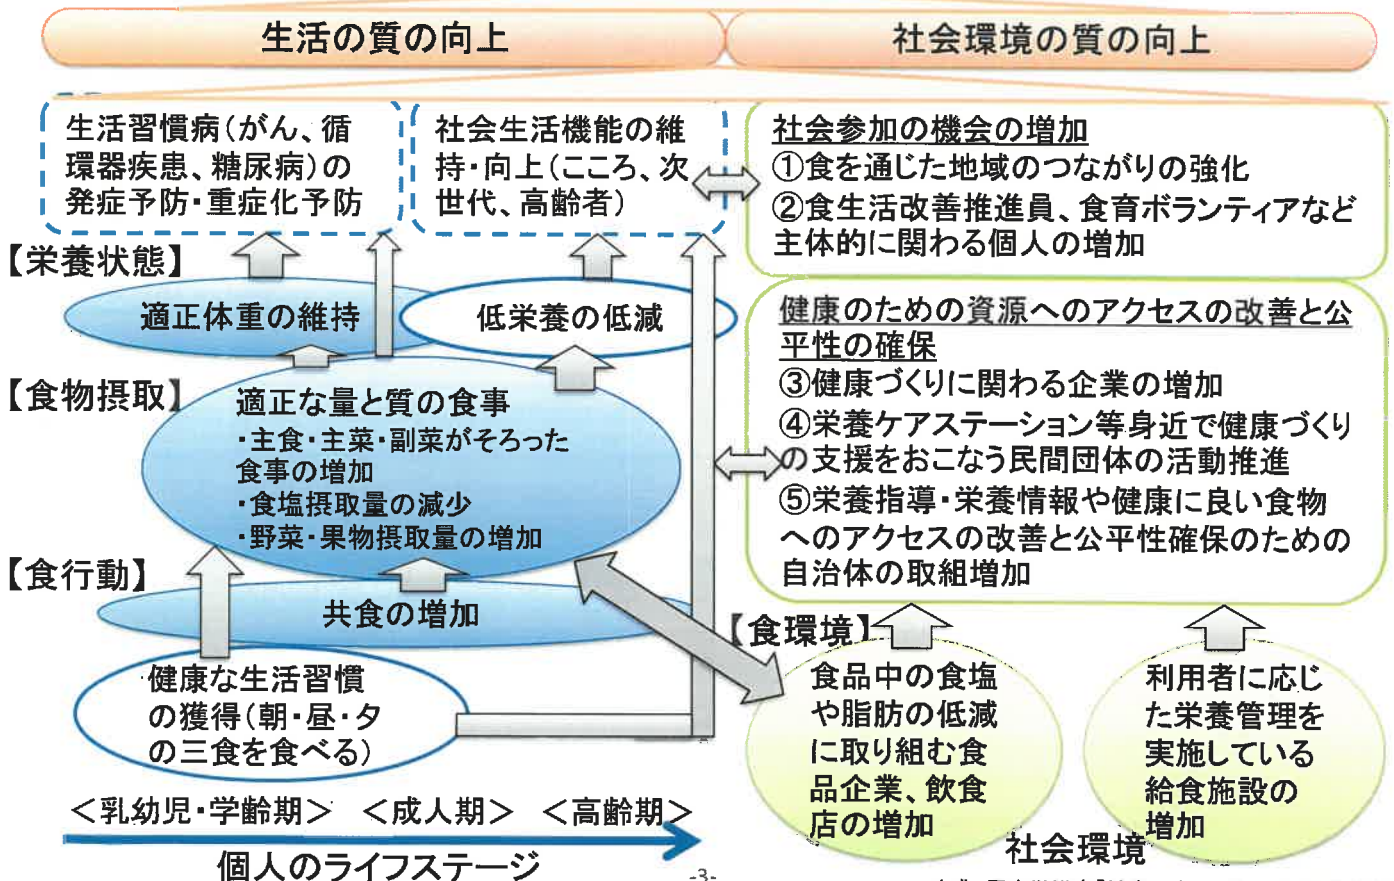 生活の質の向上
社会環境の質の向上
生活習慣病(がん、循
環器疾患、糖尿病)の
発症予防・重症化予防
社会生活機能の維
持・向上(こころ、次
世代、高齢者)
社会参加の機会の増加
①食を通じた地域のつながりの強化
②食生活改善推進員、食育ボランティアなど
主体的に関わる個人の増加
【栄養状態】
適正体重の維持
低栄養の低減
健康のための資源へのアクセスの改善と公
平性の確保
③健康づくりに関わる企業の増加
④栄養ケアステーション等身近で健康づくり
の支援をおこなう民間団体の活動推進
⑤栄養指導・栄養情報や健康に良い食物
へのアクセスの改善と公平性確保のための
自治体の取組増加
【食物摂取】
適正な量と質の食事
・主食・主菜・副菜がそろった
食事の増加
・食塩摂取量の減少
・野菜・果物摂取量の増加
【食行動】
共食の増加
健康な生活習慣
の獲得(朝・昼・夕
の三食を食べる)
【食環境】
食品中の食塩
や脂肪の低減
に取り組む食
品企業、飲食
店の増加
利用者に応じ
た栄養管理を
実施している
給食施設の
増加
社会環境
＜乳幼児・学齢期＞ ＜成人期＞ ＜高齢期＞
個人のライフステージ
-3-